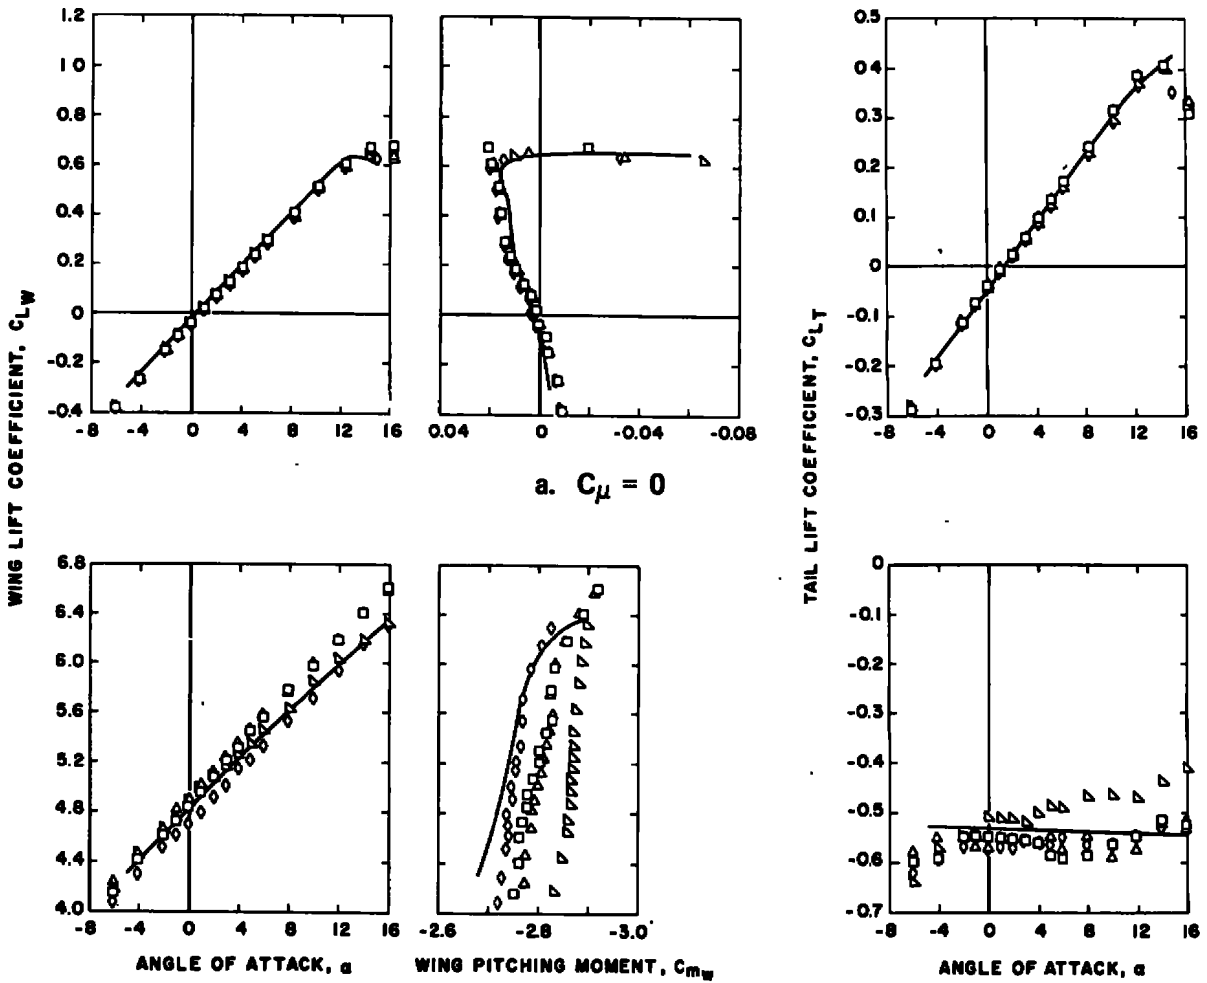 1.2
1 0
0.8
0.6
0.4
0.2
0
-0.2
-0.4
-8 -4 0 4 8 12 16
0.04 0 -0.04 -0.08
0.5
0.4
0.3
0.2
0.1
0
-0.1
-0.2
-0.3
-8 -4 0 4 8 12 16
WING LIFT COEFFICIENT, CLW
TAIL LIFT COEFFICIENT, CLT
a. Cμ = 0
6.8
6.4
6.0
5.6
5.2
4.8
4.4
4.0
-8 -4 0 4 8 12 16
-2.6 -2.8 -3.0
0
-0.1
-0.2
-0.3
-0.4
-0.5
-0.6
-0.7
-8 -4 0 4 8 12 16
ANGLE OF ATTACK, α
WING PITCHING MOMENT, Cmw
ANGLE OF ATTACK, α